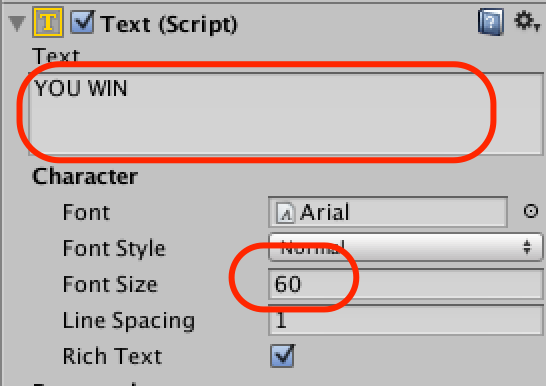 Text (Script)
Text
YOU WIN
Character
Font Arial
Font Style Normal
Font Size 60
Line Spacing 1
Rich Text